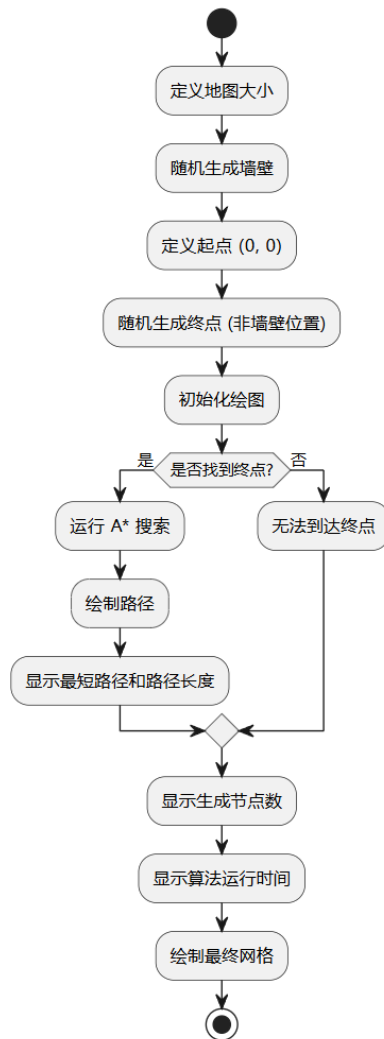 定义地图大小
随机生成墙壁
定义起点 (0, 0)
随机生成终点 (非墙壁位置)
初始化绘图
是否找到终点?
是
否
运行 A* 搜索
无法到达终点
绘制路径
显示最短路径和路径长度
显示生成节点数
显示算法运行时间
绘制最终网格